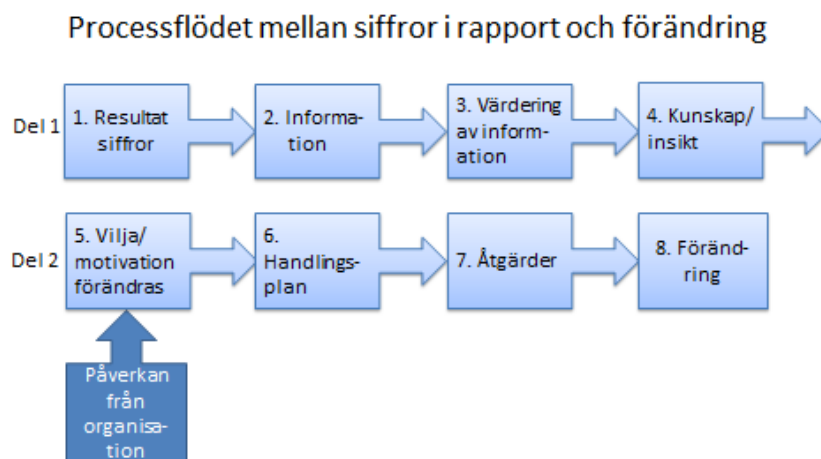 Processflödet mellan siffror i rapport och förändring
Del 1
1. Resultat
siffror
2. Informa-
tion
3. Värdering
av inform-
ation
4. Kunskap/
insikt
Del 2
5. Vilja/
motivation
förändras
6.
Handlings-
plan
7. Åtgärder
8. Föränd-
ring
Påverkan
från
organisa-
tion